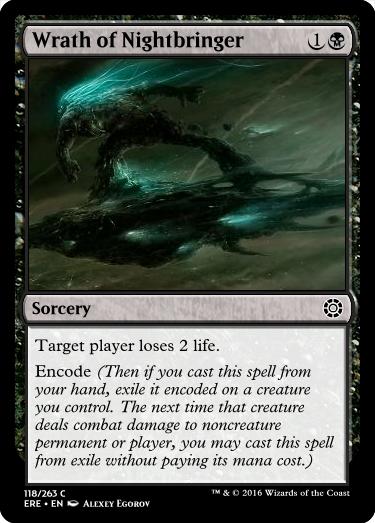 Wrath of Nightbringer 1
Sorcery
Target player loses 2 life.
Encode (Then if you cast this spell from
your hand, exile it encoded on a creature
you control. The next time that creature
deals combat damage to noncreature
permanent or player, you may cast this spell
from exile without paying its mana cost.)
118/263 C
ERE • EN Alexey Egorov
™ & © 2016 Wizards of the Coast